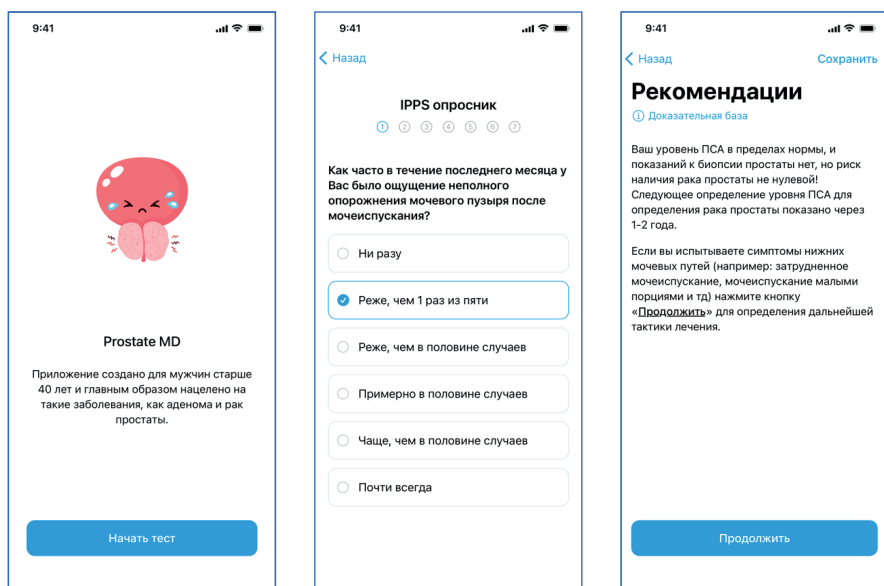 9:41
Prostate MD
Приложение создано для мужчин старше
40 лет и главным образом нацелено на
такие заболевания, как аденома и рак
простаты.
Начать тест
9:41
Назад
IPPS опросник
1 2 3 4 5 6 7
Как часто в течение последнего месяца у
Вас было ощущение неполного
опорожнения мочевого пузыря после
мочеиспускания?
Ни разу
Реже, чем 1 раз из пяти
Реже, чем в половине случаев
Примерно в половине случаев
Чаще, чем в половине случаев
Почти всегда
9:41
Назад
Сохранить
Рекомендации
Доказательная база
Ваш уровень ПСА в пределах нормы, и
показаний к биопсии простаты нет, но риск
наличия рака простаты не нулевой!
Следующее определение уровня ПСА для
определения рака простаты показано через
1-2 года.
Если вы испытываете симптомы нижних
мочевых путей (например: затрудненное
мочеиспускание, мочеиспускание малыми
порциями и тд) нажмите кнопку
«Продолжить» для определения дальнейшей
тактики лечения.
Продолжить